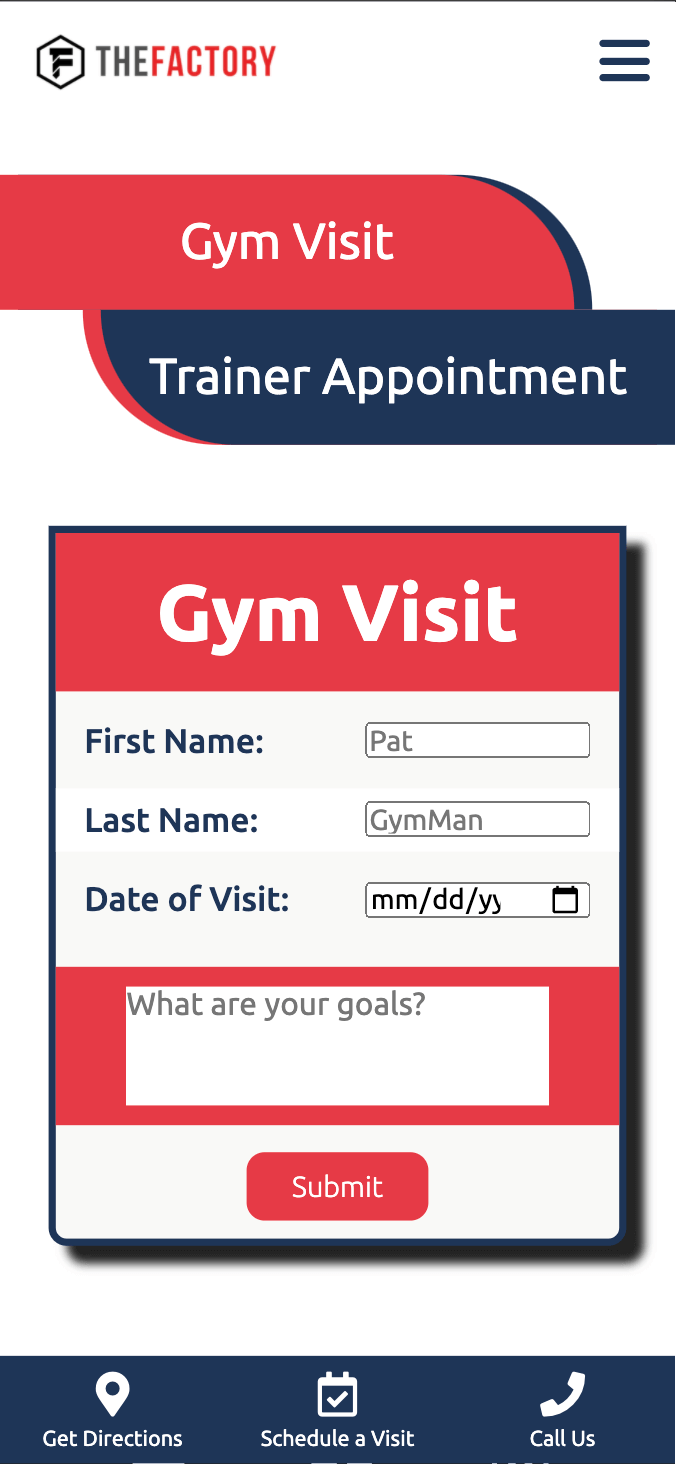 THEFACTORY
Gym Visit
Trainer Appointment
Gym Visit
First Name:
Pat
Last Name:
GymMan
Date of Visit:
mm/dd/yy
What are your goals?
Submit
Get Directions
Schedule a Visit
Call Us